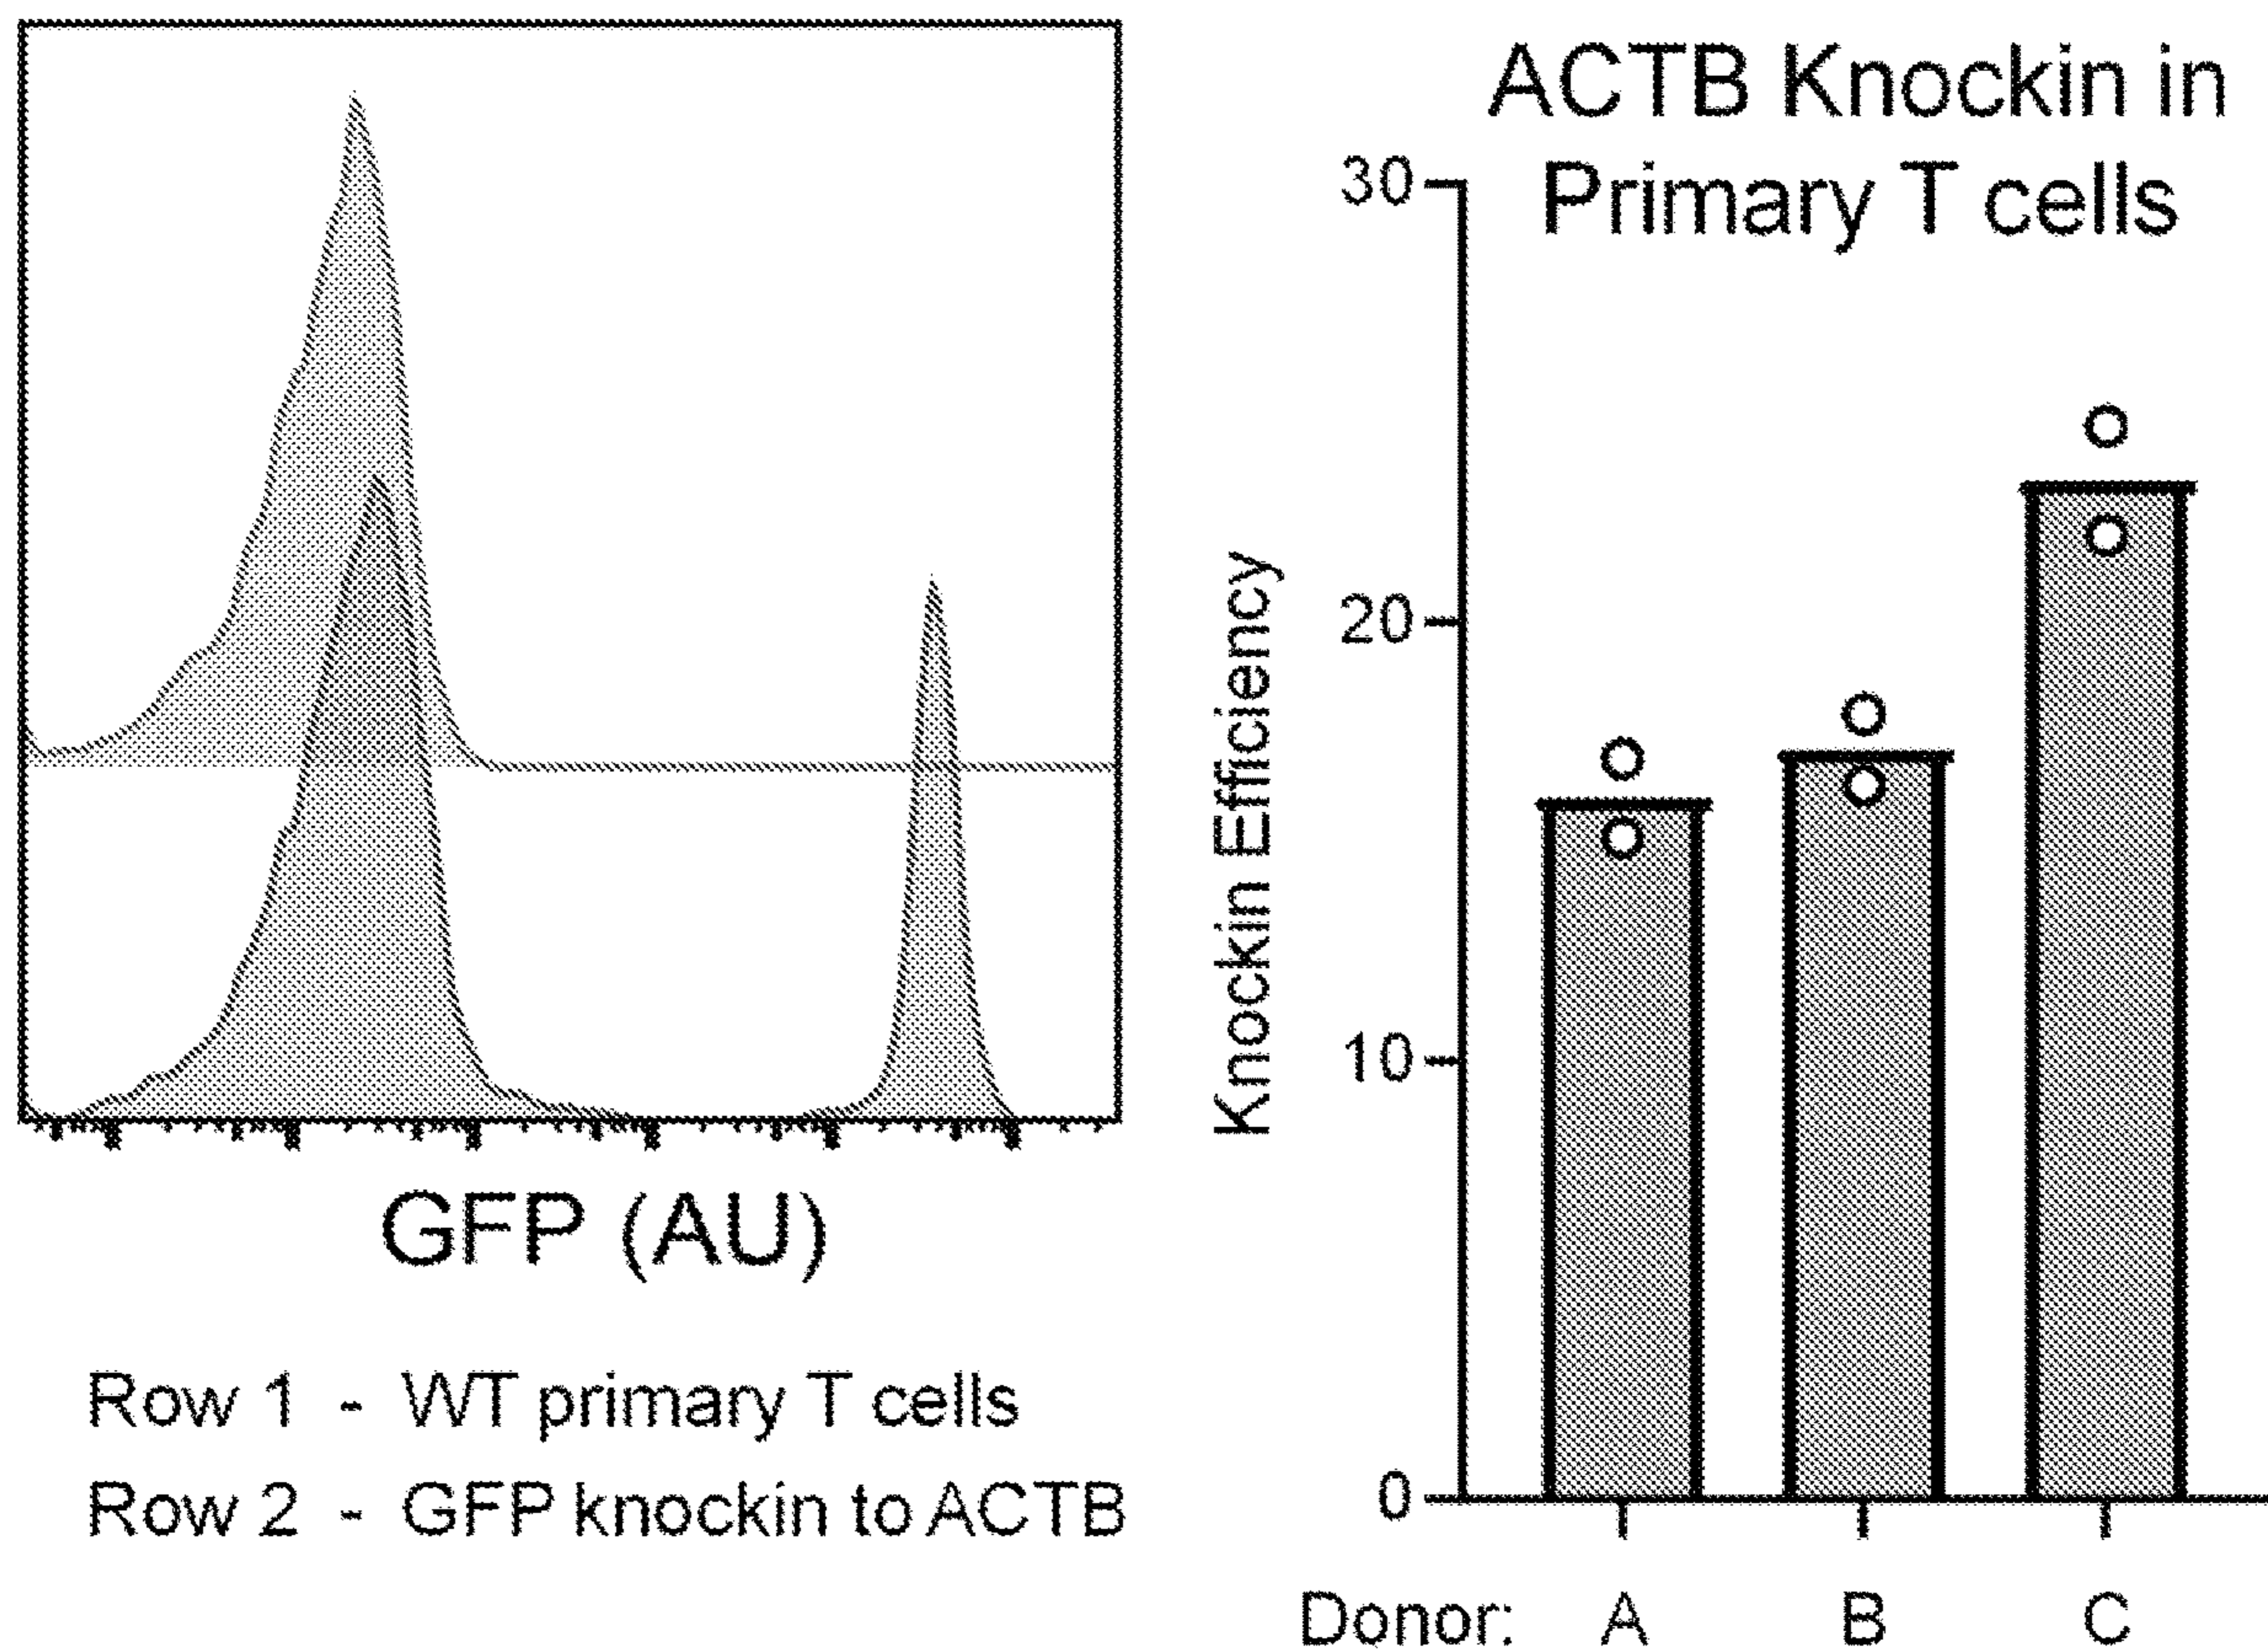 GFP (AU)
Row 1 - WT primary T cells
Row 2 - GFP knockin to ACTB
ACTB Knockin in
Primary T cells
Knockin Efficiency
30
20
10
0
Donor: A B C